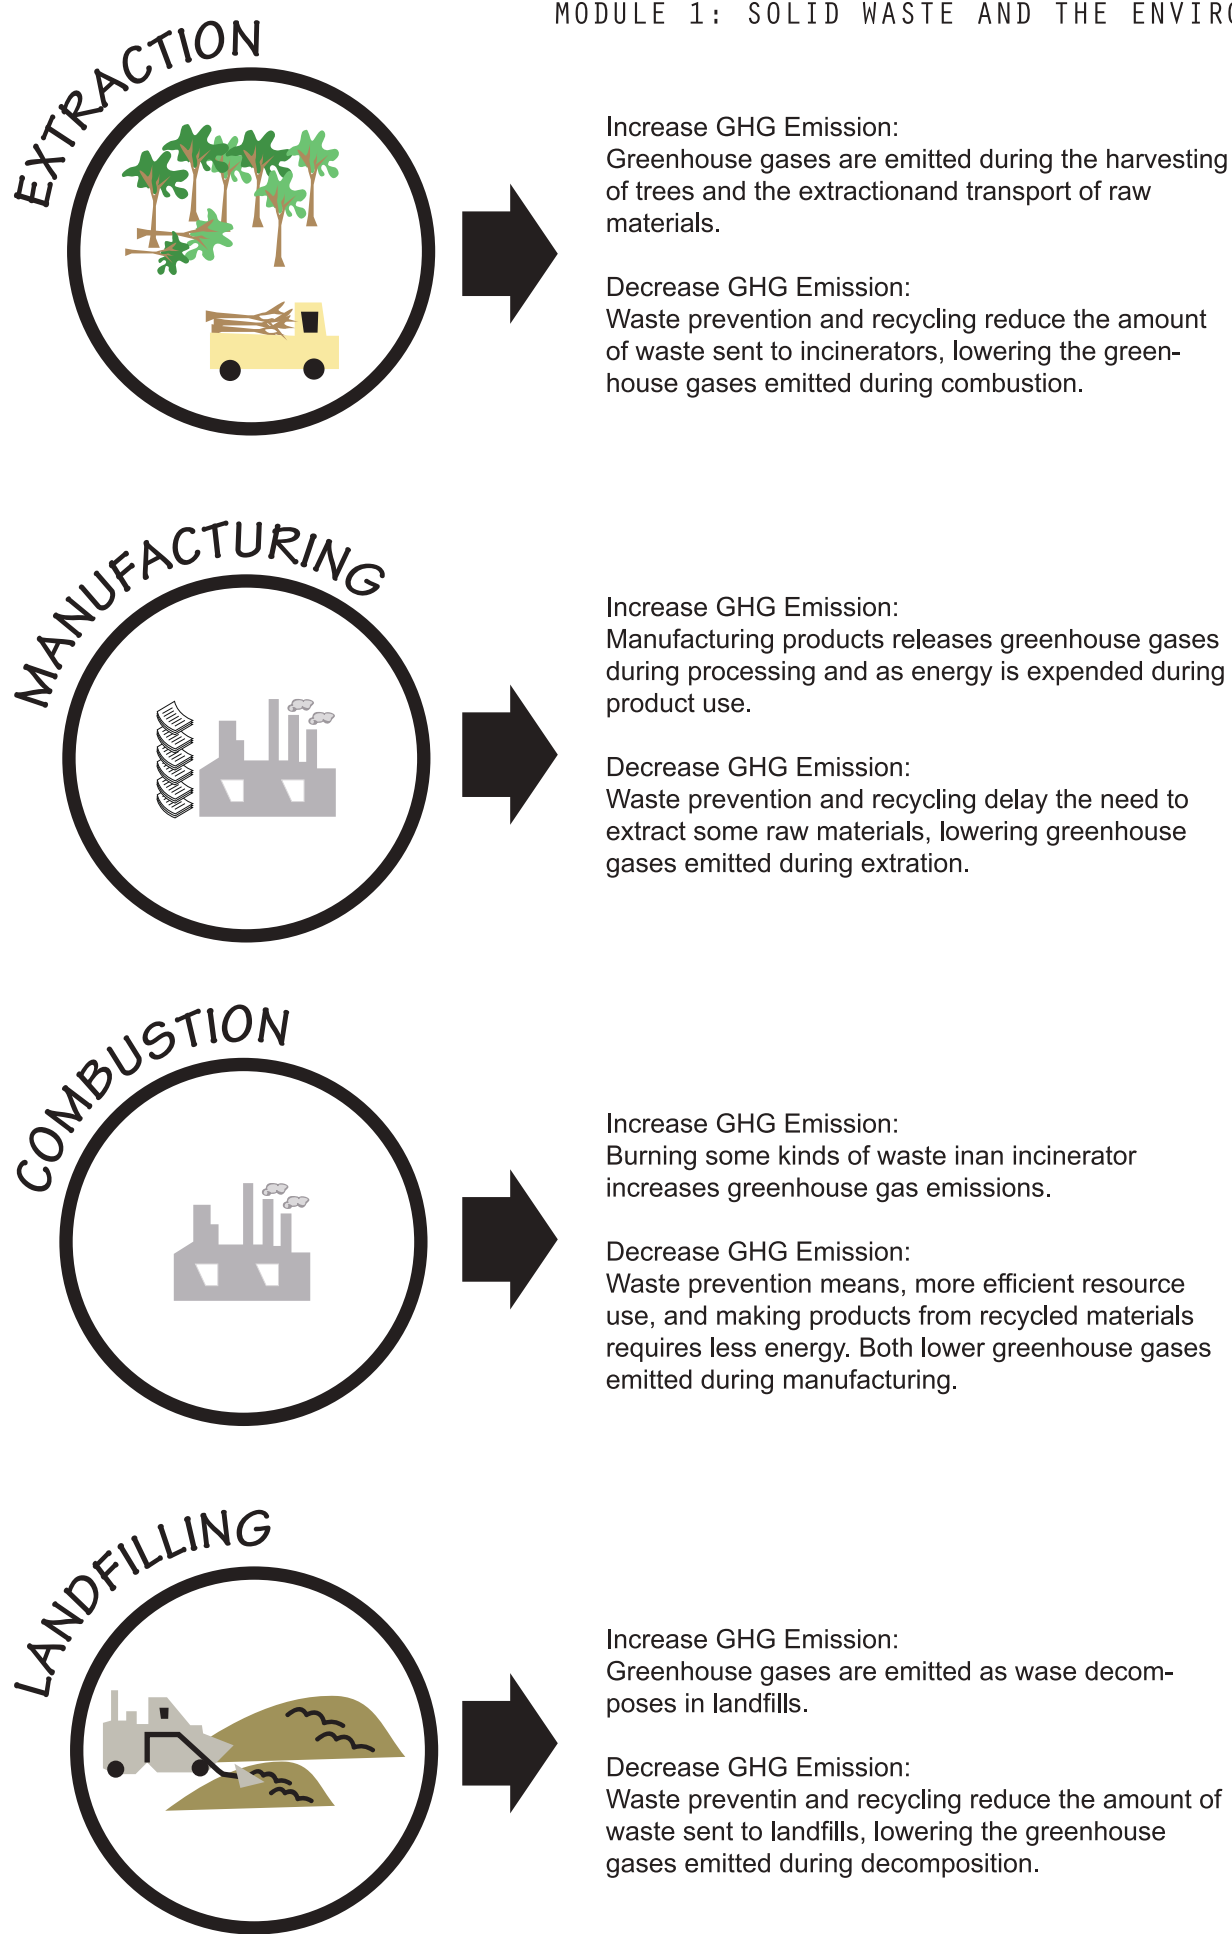 MODULE 1: SOLID WASTE AND THE ENVIRO
EXTRACTION
Increase GHG Emission:
Greenhouse gases are emitted during the harvesting
of trees and the extractionand transport of raw
materials.
Decrease GHG Emission:
Waste prevention and recycling reduce the amount
of waste sent to incinerators, lowering the green-
house gases emitted during combustion.
MANUFACTURING
Increase GHG Emission:
Manufacturing products releases greenhouse gases
during processing and as energy is expended during
product use.
Decrease GHG Emission:
Waste prevention and recycling delay the need to
extract some raw materials, lowering greenhouse
gases emitted during extration.
COMBUSTION
Increase GHG Emission:
Burning some kinds of waste inan incinerator
increases greenhouse gas emissions.
Decrease GHG Emission:
Waste prevention means, more efficient resource
use, and making products from recycled materials
requires less energy. Both lower greenhouse gases
emitted during manufacturing.
LANDFILLING
Increase GHG Emission:
Greenhouse gases are emitted as wase decom-
poses in landfills.
Decrease GHG Emission:
Waste preventin and recycling reduce the amount of
waste sent to landfills, lowering the greenhouse
gases emitted during decomposition.